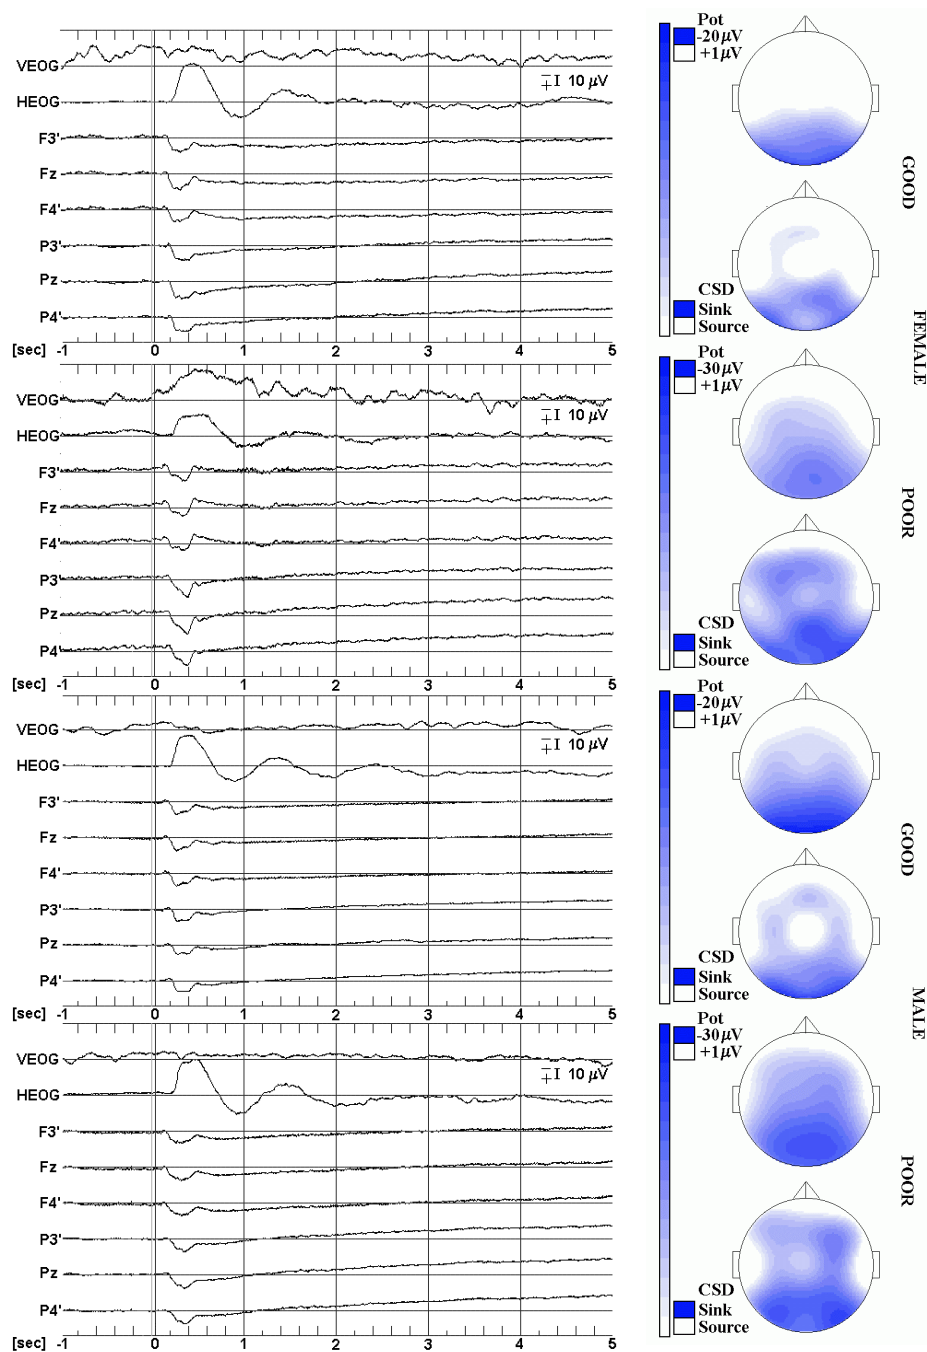 VEOG
HEOG
F3'
Fz
F4'
P3'
Pz
P4'
10 µV
[sec] -1 0 1 2 3 4 5
VEOG
HEOG
F3'
Fz
F4'
P3'
Pz
P4'
10 µV
[sec] -1 0 1 2 3 4 5
VEOG
HEOG
F3'
Fz
F4'
P3'
Pz
P4'
10 µV
[sec] -1 0 1 2 3 4 5
VEOG
HEOG
F3'
Fz
F4'
P3'
Pz
P4'
10 µV
[sec] -1 0 1 2 3 4 5
Pot
-20µV
+1µV
CSD
Sink
Source
GOOD
Pot
-30µV
+1µV
CSD
Sink
Source
POOR
FEMALE
Pot
-20µV
+1µV
CSD
Sink
Source
GOOD
Pot
-30µV
+1µV
CSD
Sink
Source
POOR
MALE